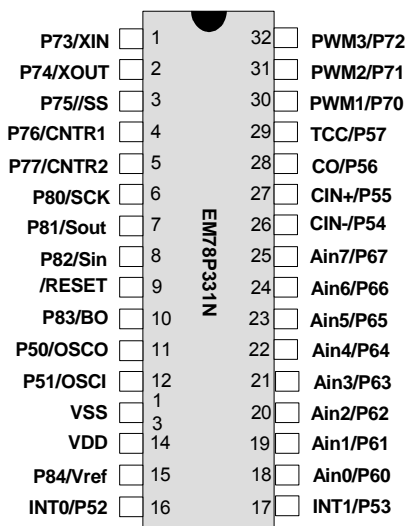 P73/XIN 1 32 PWM3/P72
P74/XOUT 2 31 PWM2/P71
P75//SS 3 30 PWM1/P70
P76/CNTR1 4 29 TCC/P57
P77/CNTR2 5 28 CO/P56
P80/SCK 6 27 CIN+/P55
P81/Sout 7 26 CIN-/P54
P82/Sin 8 25 Ain7/P67
/RESET 9 24 Ain6/P66
P83/BO 10 23 Ain5/P65
P50/OSCO 11 22 Ain4/P64
P51/OSCI 12 21 Ain3/P63
VSS 13 20 Ain2/P62
VDD 14 19 Ain1/P61
P84/Vref 15 18 Ain0/P60
INT0/P52 16 17 INT1/P53
EM78P331N